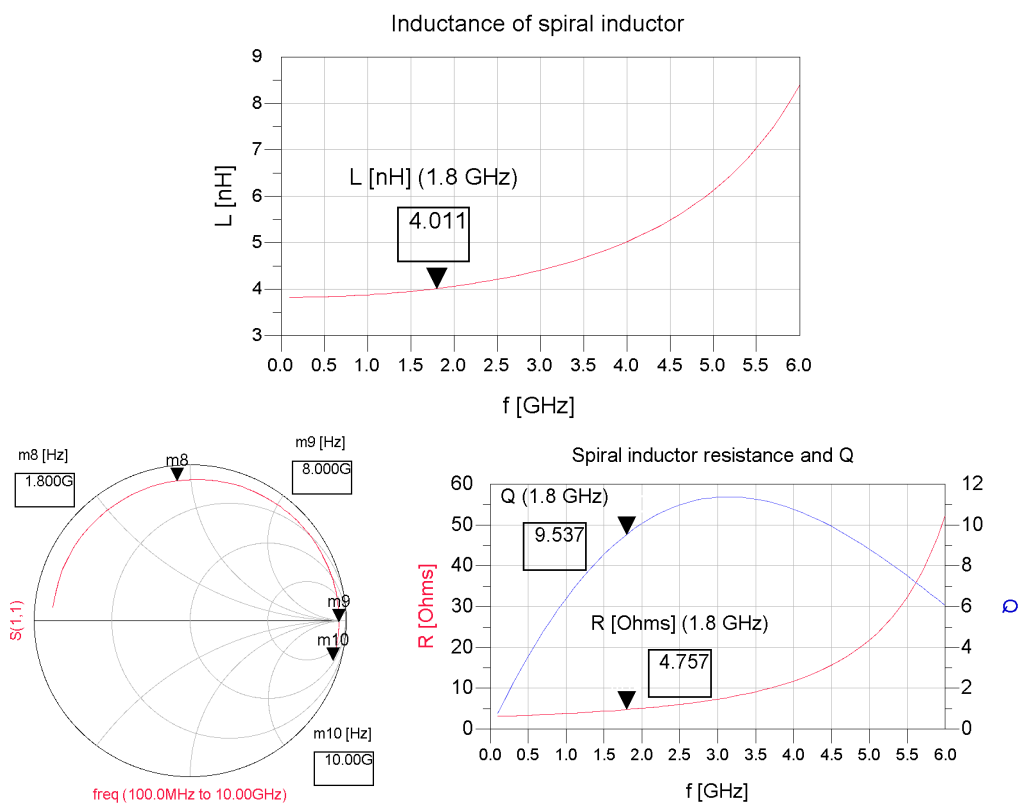 Inductance of spiral inductor
9
8
7
6
5
4
3
L [nH]
L [nH] (1.8 GHz)
4.011
0.0 0.5 1.0 1.5 2.0 2.5 3.0 3.5 4.0 4.5 5.0 5.5 6.0
f [GHz]
m8 [Hz]
1.800G
m8
m9 [Hz]
8.000G
m9
m10
S(1,1)
m10 [Hz]
10.00G
freq (100.0MHz to 10.00GHz)
Spiral inductor resistance and Q
60
50
40
30
20
10
0
R [Ohms]
Q (1.8 GHz)
9.537
R [Ohms] (1.8 GHz)
4.757
12
10
8
6
4
2
0
Q
0.0 0.5 1.0 1.5 2.0 2.5 3.0 3.5 4.0 4.5 5.0 5.5 6.0
f [GHz]